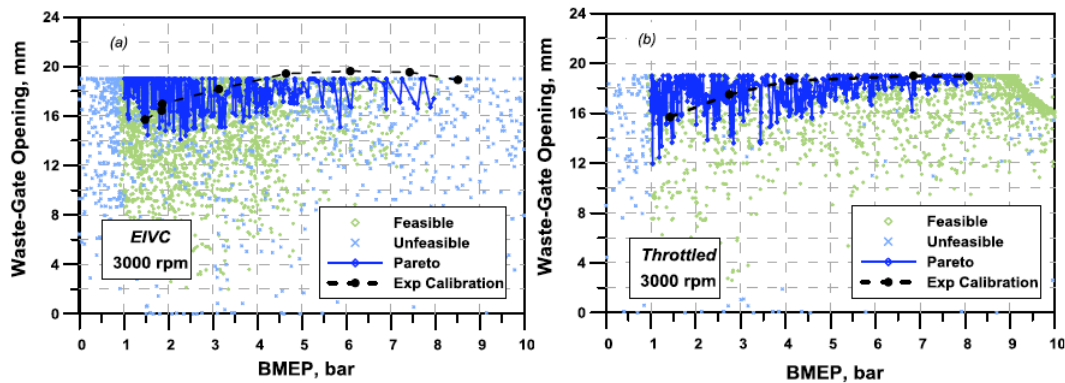 24
20
16
12
8
4
0
Waste-Gate Opening, mm
(a)
EIVC
3000 rpm
Feasible
Unfeasible
Pareto
Exp Calibration
0 1 2 3 4 5 6 7 8 9 10
BMEP, bar
24
20
16
12
8
4
0
Waste-Gate Opening, mm
(b)
Throttled
3000 rpm
Feasible
Unfeasible
Pareto
Exp Calibration
0 1 2 3 4 5 6 7 8 9 10
BMEP, bar